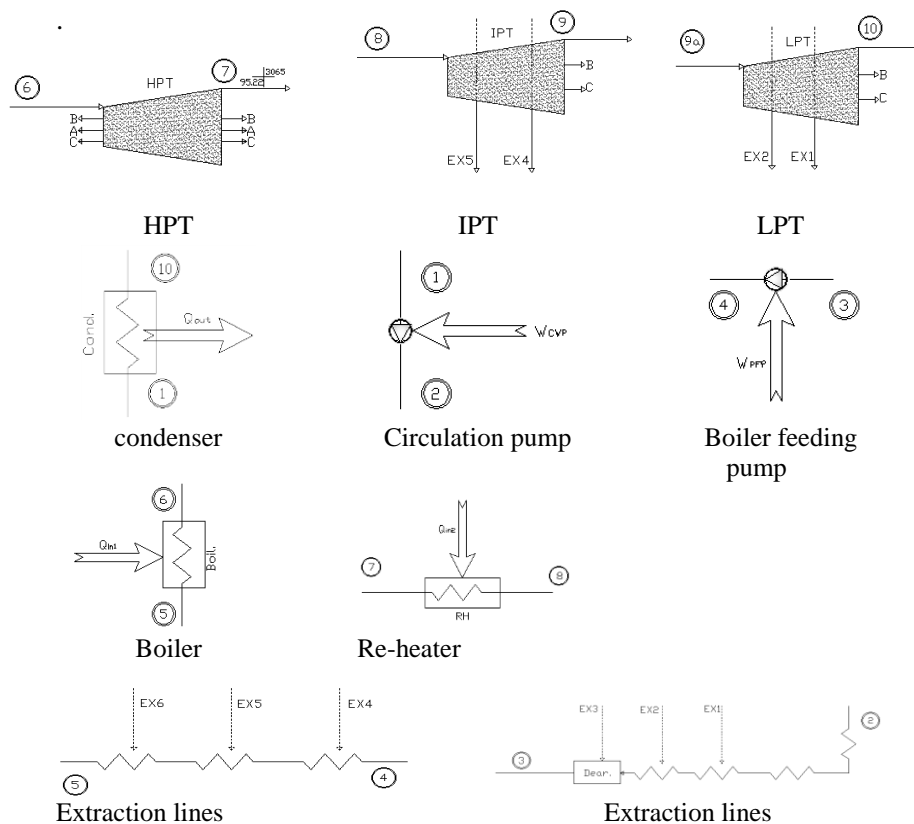 6
HPT
7
3065
95.22
B
A
C
B
A
C
8
IPT
9
B
C
EX5
EX4
9a
LPT
10
B
C
EX2
EX1
HPT
IPT
LPT
10
Cond.
Qout
1
condenser
1
WCVP
2
Circulation pump
4
3
WPFP
Boiler feeding
pump
6
Qin1
Boil.
5
Boiler
Qin2
7
8
RH
Re-heater
EX6
EX5
EX4
5
4
Extraction lines
EX3
EX2
EX1
2
3
Dear.
Extraction lines